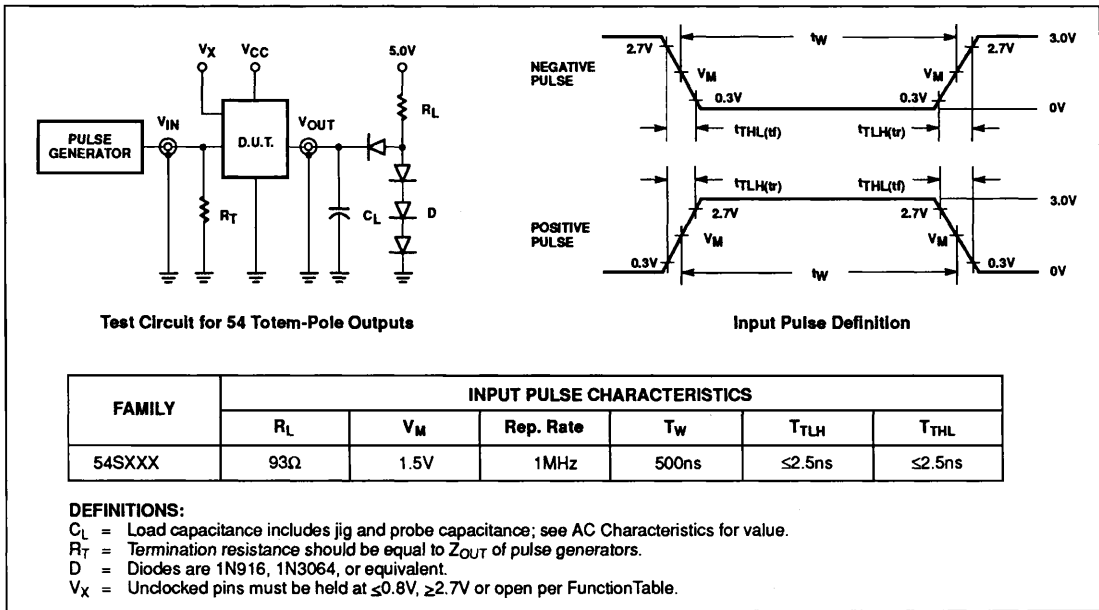 VX
VCC
5.0V
RL
PULSE GENERATOR
VIN
D.U.T.
VOUT
RT
CL
D
Test Circuit for 54 Totem-Pole Outputs
NEGATIVE PULSE
2.7V
tW
2.7V
3.0V
VM
VM
0.3V
0.3V
0V
tTHL(tf)
tTLH(tr)
POSITIVE PULSE
tTLH(tr)
tTHL(tf)
2.7V
2.7V
3.0V
VM
VM
0.3V
tW
0.3V
0V
Input Pulse Definition
FAMILY
INPUT PULSE CHARACTERISTICS
RL VM Rep. Rate TW TTLH TTHL
54SXXX 93Ω 1.5V 1MHz 500ns ≤2.5ns ≤2.5ns
DEFINITIONS:
CL = Load capacitance includes jig and probe capacitance; see AC Characteristics for value.
RT = Termination resistance should be equal to ZOUT of pulse generators.
D = Diodes are 1N916, 1N3064, or equivalent.
VX = Unclocked pins must be held at ≤0.8V, ≥2.7V or open per FunctionTable.